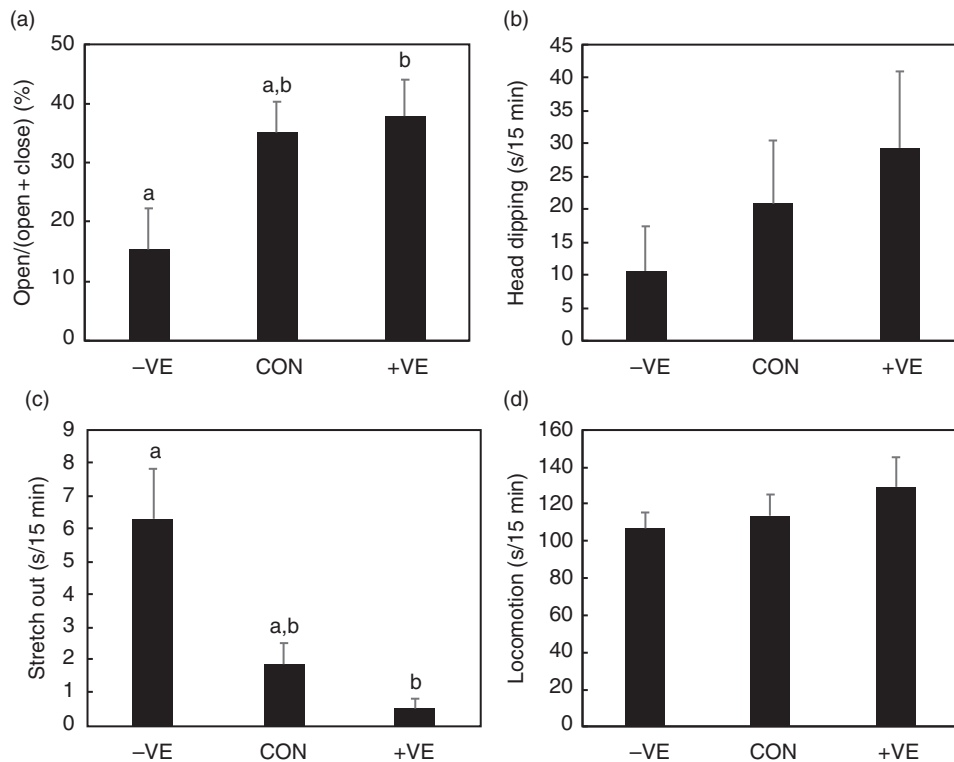 (a)
50
40
30
20
10
0
Open/(open + close) (%)
a
a,b
b
–VE CON +VE
(b)
45
40
35
30
25
20
15
10
5
0
Head dipping (s/15 min)
–VE CON +VE
(c)
9
8
7
6
5
4
3
2
1
0
Stretch out (s/15 min)
a
a,b
b
–VE CON +VE
(d)
160
140
120
100
80
60
40
20
0
Locomotion (s/15 min)
–VE CON +VE